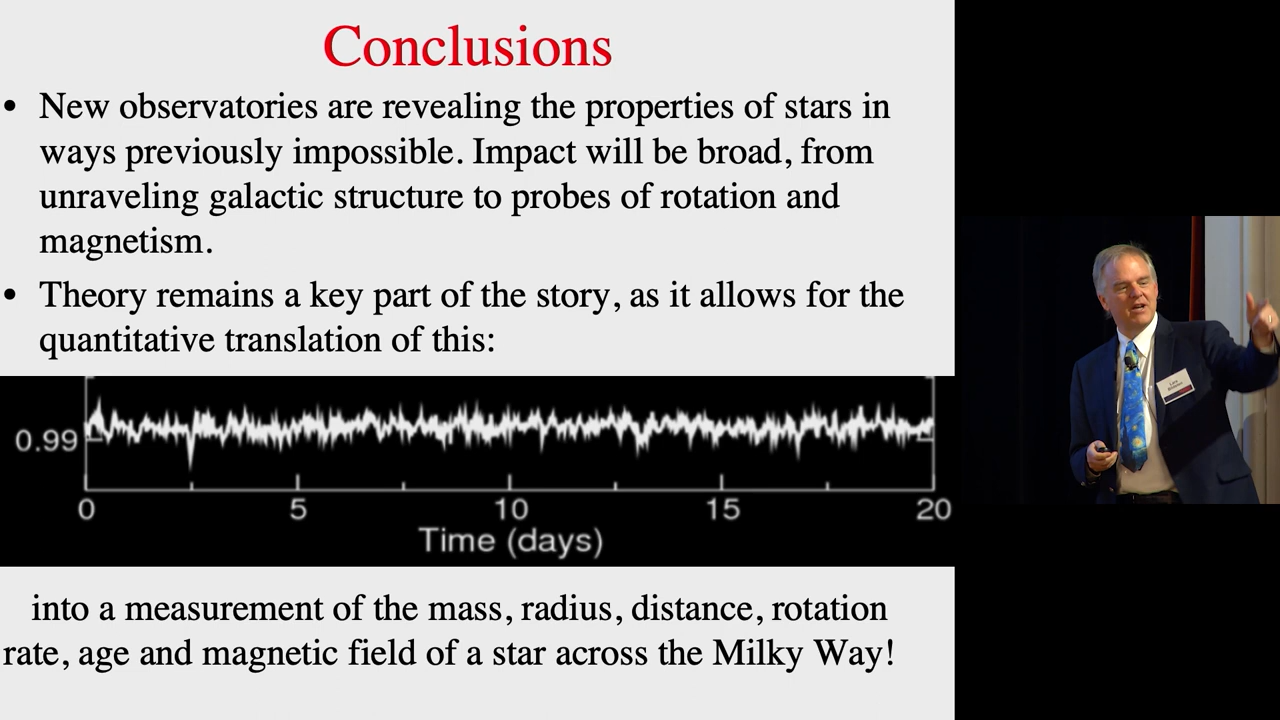 Conclusions
• New observatories are revealing the properties of stars in
ways previously impossible. Impact will be broad, from
unraveling galactic structure to probes of rotation and
magnetism.
• Theory remains a key part of the story, as it allows for the
quantitative translation of this:
0.99
0 5 10 15 20
Time (days)
into a measurement of the mass, radius, distance, rotation
rate, age and magnetic field of a star across the Milky Way!
Lars
Bildsten